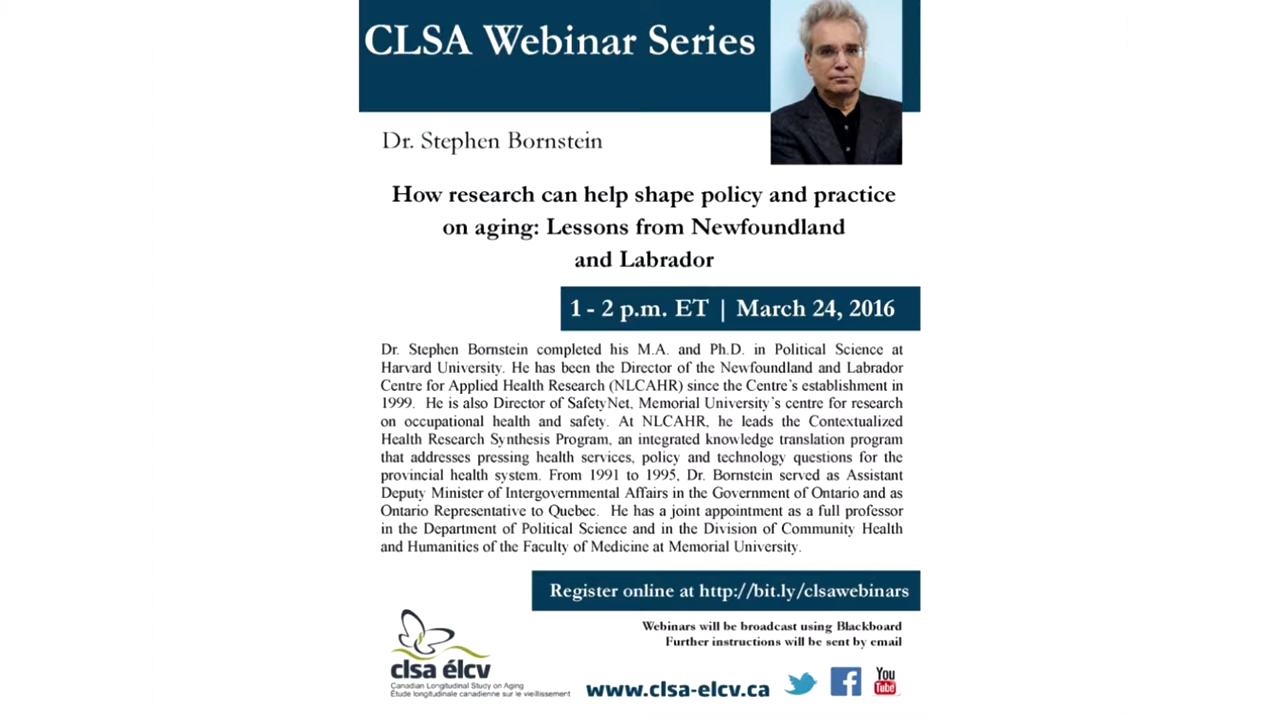 CLSA Webinar Series
Dr. Stephen Bornstein
How research can help shape policy and practice
on aging: Lessons from Newfoundland
and Labrador
1 - 2 p.m. ET | March 24, 2016
Dr. Stephen Bornstein completed his M.A. and Ph.D. in Political Science at
Harvard University. He has been the Director of the Newfoundland and Labrador
Centre for Applied Health Research (NLCAHR) since the Centre's establishment in
1999. He is also Director of SafetyNet, Memorial University's centre for research
on occupational health and safety. At NLCAHR, he leads the Contextualized
Health Research Synthesis Program, an integrated knowledge translation program
that addresses pressing health services, policy and technology questions for the
provincial health system. From 1991 to 1995, Dr. Bornstein served as Assistant
Deputy Minister of Intergovernmental Affairs in the Government of Ontario and as
Ontario Representative to Quebec. He has a joint appointment as a full professor
in the Department of Political Science and in the Division of Community Health
and Humanities of the Faculty of Medicine at Memorial University.
Register online at http://bit.ly/clsawebinars
Webinars will be broadcast using Blackboard
Further instructions will be sent by email
clsa élcv
Canadian Longitudinal Study on Aging
Étude longitudinale canadienne sur le vieillissement
www.clsa-elcv.ca
You
Tube